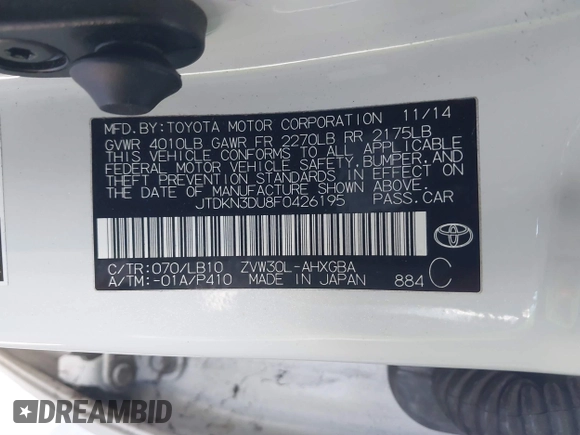 MFD. BY: TOYOTA MOTOR CORPORATION 11/14
GVWR 4010LB GAWR FR 2270LB RR 2175LB
THIS VEHICLE CONFORMS TO ALL APPLICABLE
FEDERAL MOTOR VEHICLE SAFETY, BUMPER, AND
THEFT PREVENTION STANDARDS IN EFFECT ON
THE DATE OF MANUFACTURE SHOWN ABOVE.
JTDKN3DU8F0426195 PASS. CAR
TOYOTA
C/TR: 070/LB10 ZVW30L-AHXGBA
A/TM: -01A/P410 MADE IN JAPAN 884 C
DREAMBID